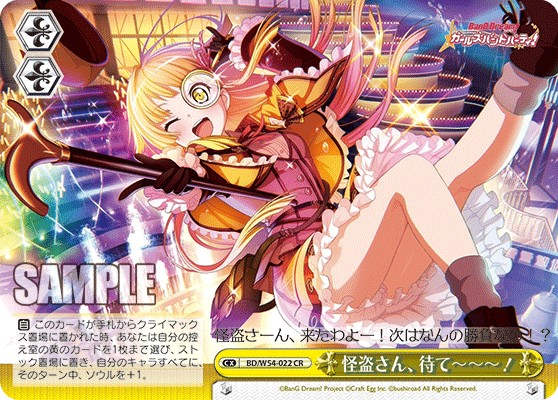 BanG Dream!
ガールズバンドパーティ!
SAMPLE
このカードが手札からクライマックス置場に置かれた時、あなたは自分の控え室の黄のカードを1枚まで選び、ストック置場に置き、自分のキャラすべてに、そのターン中、ソウルを+1。
怪盗さーん、来たわよー!次はなんの勝負なの!?
CX
BD/W54-022 CR
怪盗さん、待て~~~!
©BanG Dream! Project ©Craft Egg Inc. ©bushiroad All Rights Reserved.